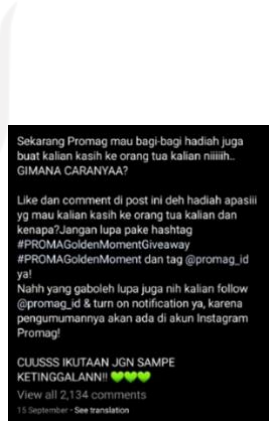 Sekarang Promag mau bagi-bagi hadiah juga
buat kalian kasih ke orang tua kalian niiiiih..
GIMANA CARANYAA?
Like dan comment di post ini deh hadiah apasiii
yg mau kalian kasih ke orang tua kalian dan
kenapa?Jangan lupa pake hashtag
#PROMAGoldenMomentGiveaway
#PROMAGoldenMoment dan tag @promag_id
ya!
Nahh yang gaboleh lupa juga nih kalian follow
@promag_id & turn on notification ya, karena
pengumumannya akan ada di akun Instagram
Promag!
CUUSSS IKUTAAN JGN SAMPE
KETINGGALANN!! 💚💚💚
View all 2,134 comments
15 September · See translation